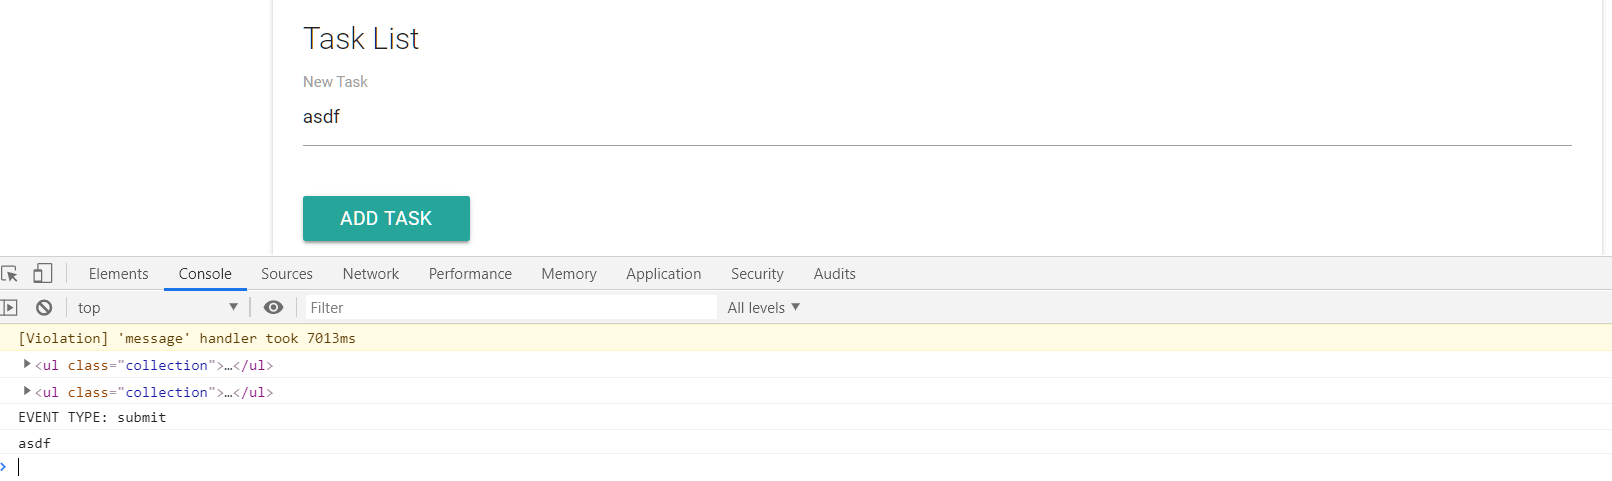 Task List
New Task
asdf
ADD TASK
Elements Console Sources Network Performance Memory Application Security Audits
top ▼ Filter All levels ▼
[Violation] 'message' handler took 7013ms
▶<ul class="collection">…</ul>
▶<ul class="collection">…</ul>
EVENT TYPE: submit
asdf
>